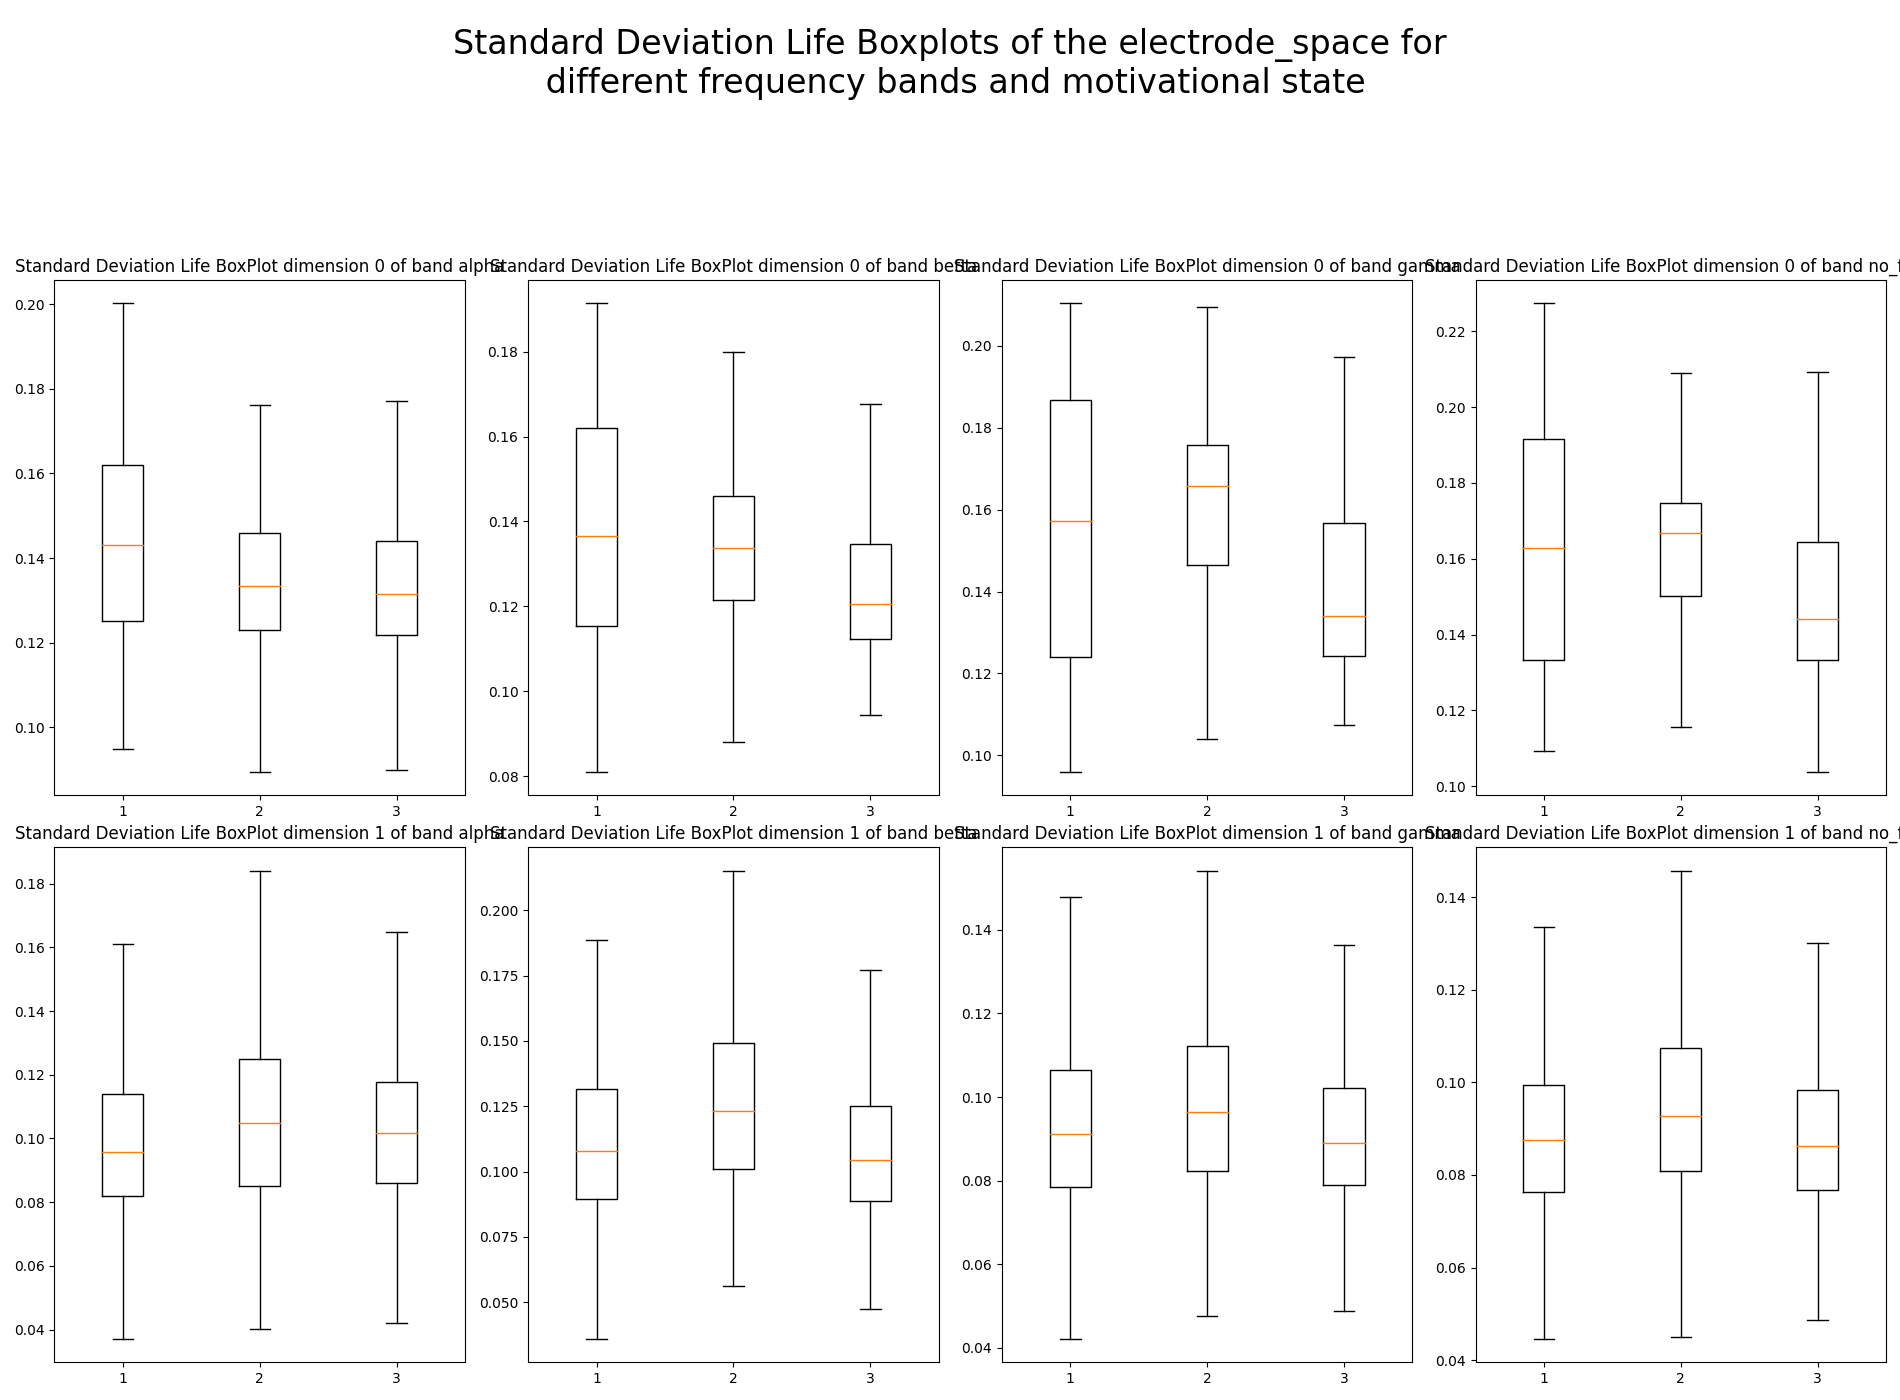 Standard Deviation Life Boxplots of the electrode_space for
different frequency bands and motivational state
Standard Deviation Life BoxPlot dimension 0 of band alpha
Standard Deviation Life BoxPlot dimension 0 of band beta
Standard Deviation Life BoxPlot dimension 0 of band gamma
Standard Deviation Life BoxPlot dimension 0 of band no_f
0.20
0.18
0.16
0.14
0.12
0.10
1 2 3
0.18
0.16
0.14
0.12
0.10
0.08
1 2 3
0.20
0.18
0.16
0.14
0.12
0.10
1 2 3
0.22
0.20
0.18
0.16
0.14
0.12
0.10
1 2 3
Standard Deviation Life BoxPlot dimension 1 of band alpha
Standard Deviation Life BoxPlot dimension 1 of band beta
Standard Deviation Life BoxPlot dimension 1 of band gamma
Standard Deviation Life BoxPlot dimension 1 of band no_f
0.18
0.16
0.14
0.12
0.10
0.08
0.06
0.04
1 2 3
0.200
0.175
0.150
0.125
0.100
0.075
0.050
1 2 3
0.14
0.12
0.10
0.08
0.06
0.04
1 2 3
0.14
0.12
0.10
0.08
0.06
0.04
1 2 3